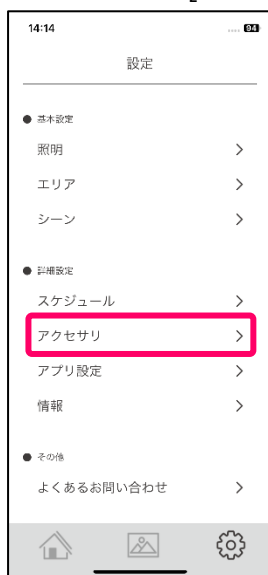 2
14:14
94
設定
● 基本設定
照明
エリア
シーン
● 詳細設定
スケジュール
アクセサリ
アプリ設定
情報
● その他
よくあるお問い合わせ